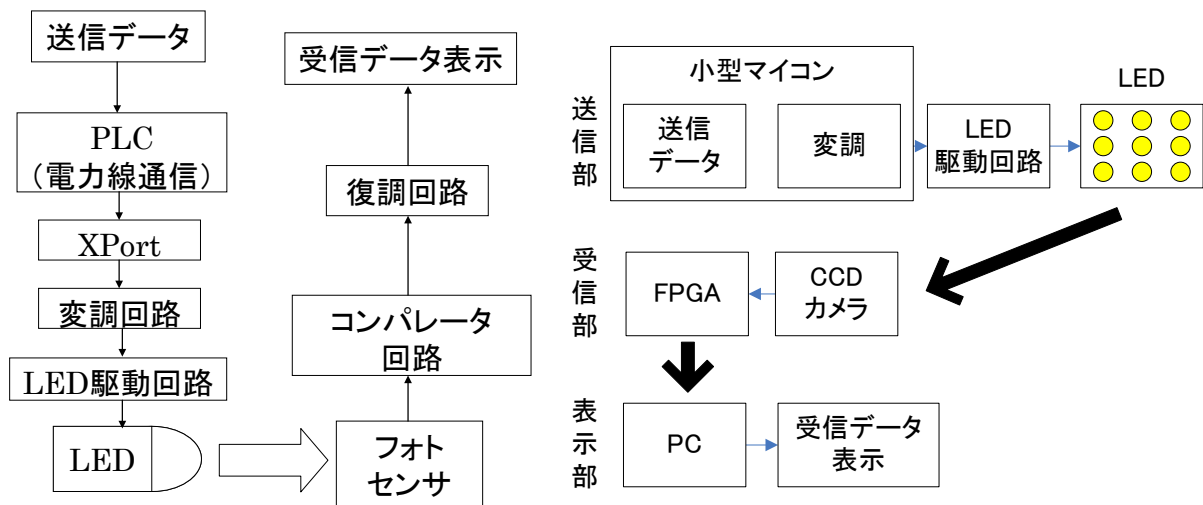 送信データ
PLC
（電力線通信）
XPort
変調回路
LED駆動回路
LED
受信データ表示
復調回路
コンパレータ
回路
フォト
センサ
送
信
部
小型マイコン
送信
データ
変調
LED
駆動回路
LED
受
信
部
FPGA
CCD
カメラ
表
示
部
PC
受信データ
表示